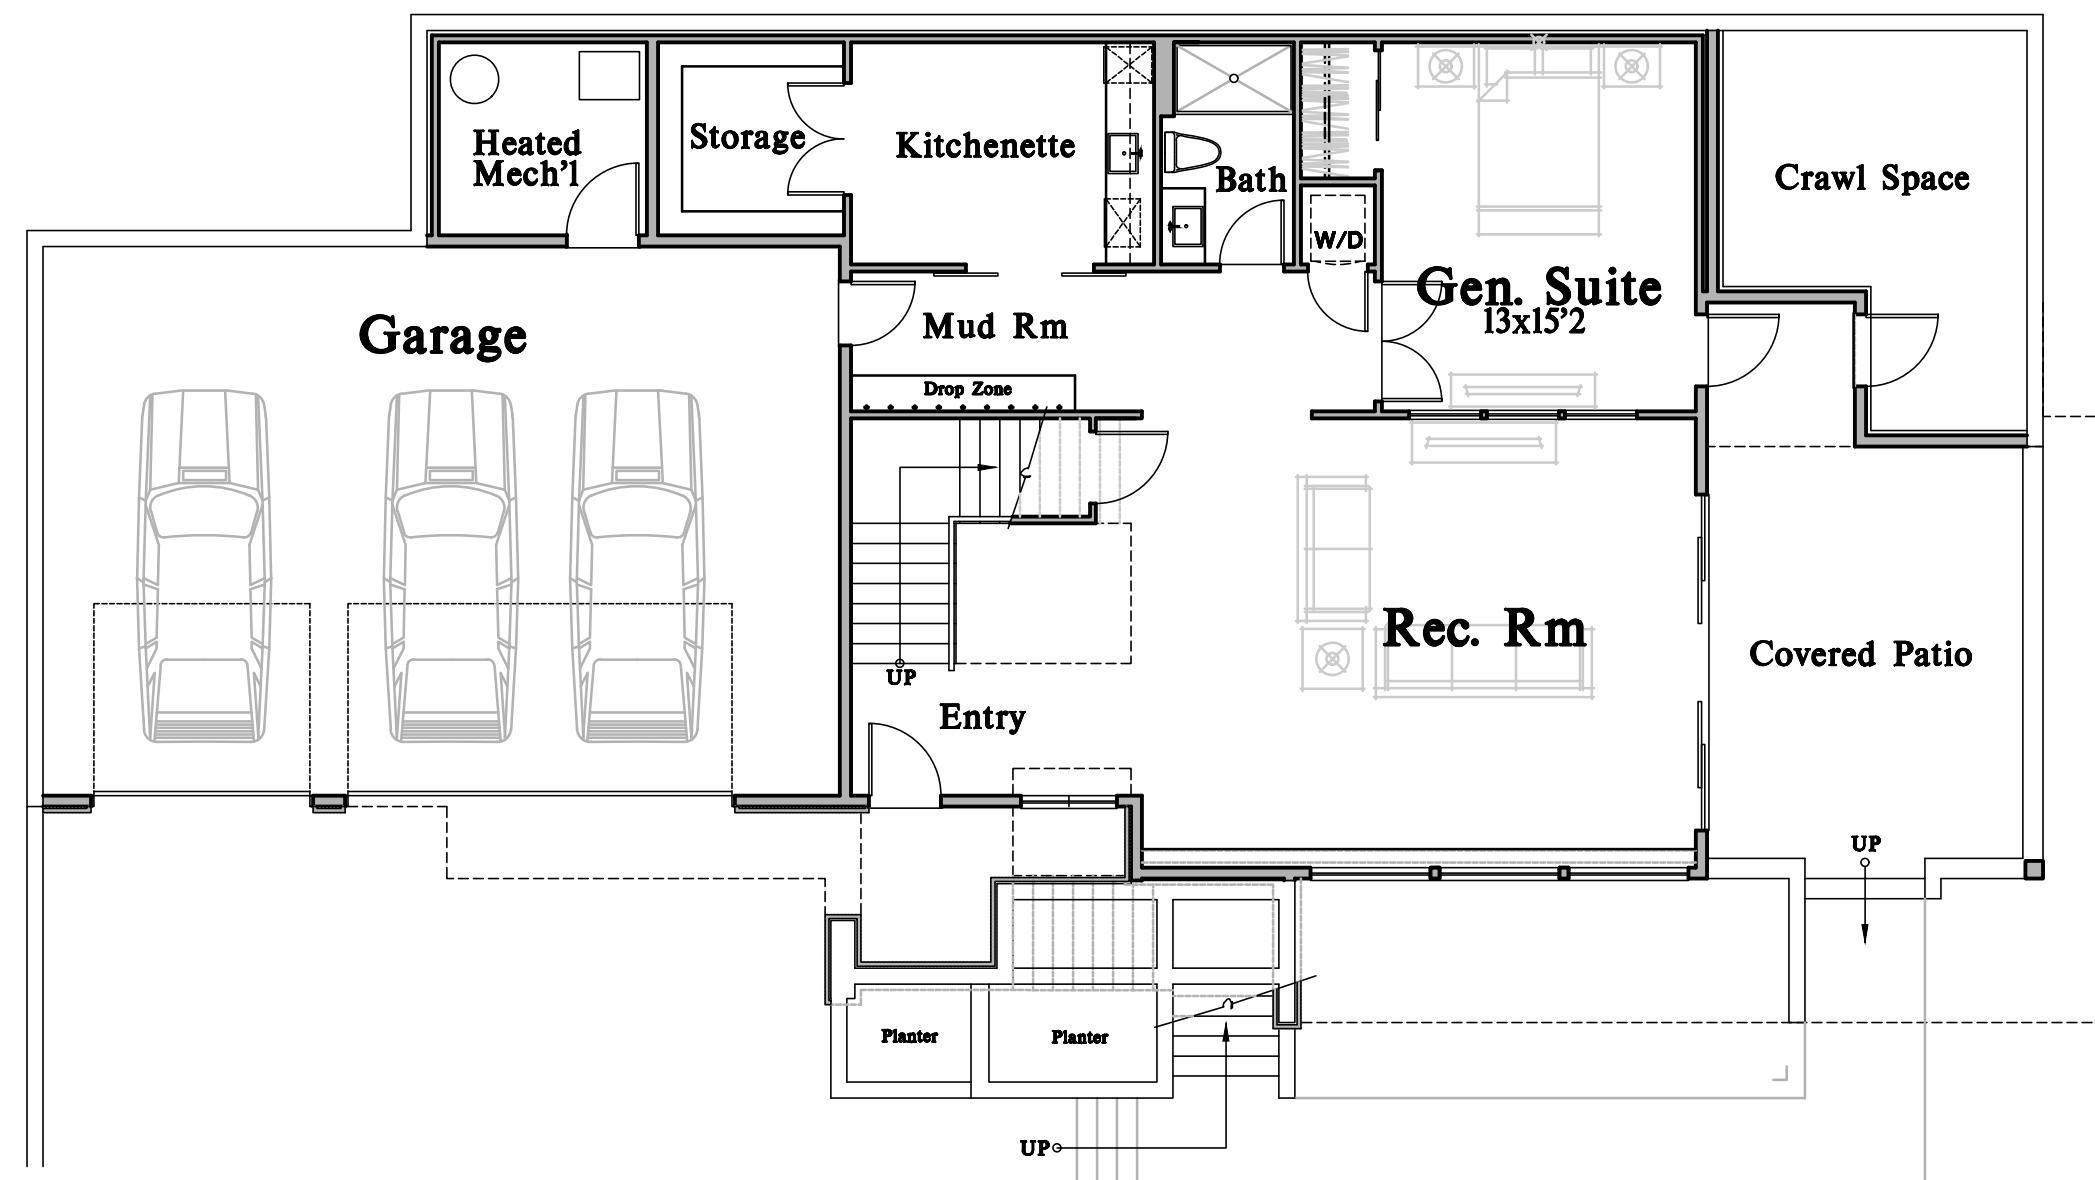 Heated
Mech'l
Storage
Kitchenette
Bath
Crawl Space
W/D
Gen. Suite
13x15'2
Garage
Mud Rm
Drop Zone
Rec. Rm
Covered Patio
UP
Entry
UP
Planter
Planter
UP